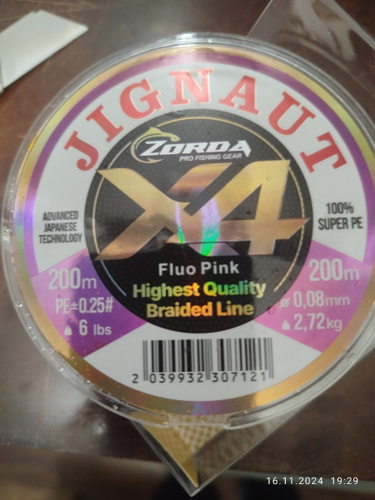 JIGNAUT
ZORDA
PRO FISHING GEAR
X4
ADVANCED
JAPANESE
TECHNOLOGY
100%
SUPER PE
Fluo Pink
Highest Quality
Braided Line
200m
PE±0.25#
6 lbs
200m
⌀ 0,08mm
2,72kg
2 039932 307121
16.11.2024 19:29